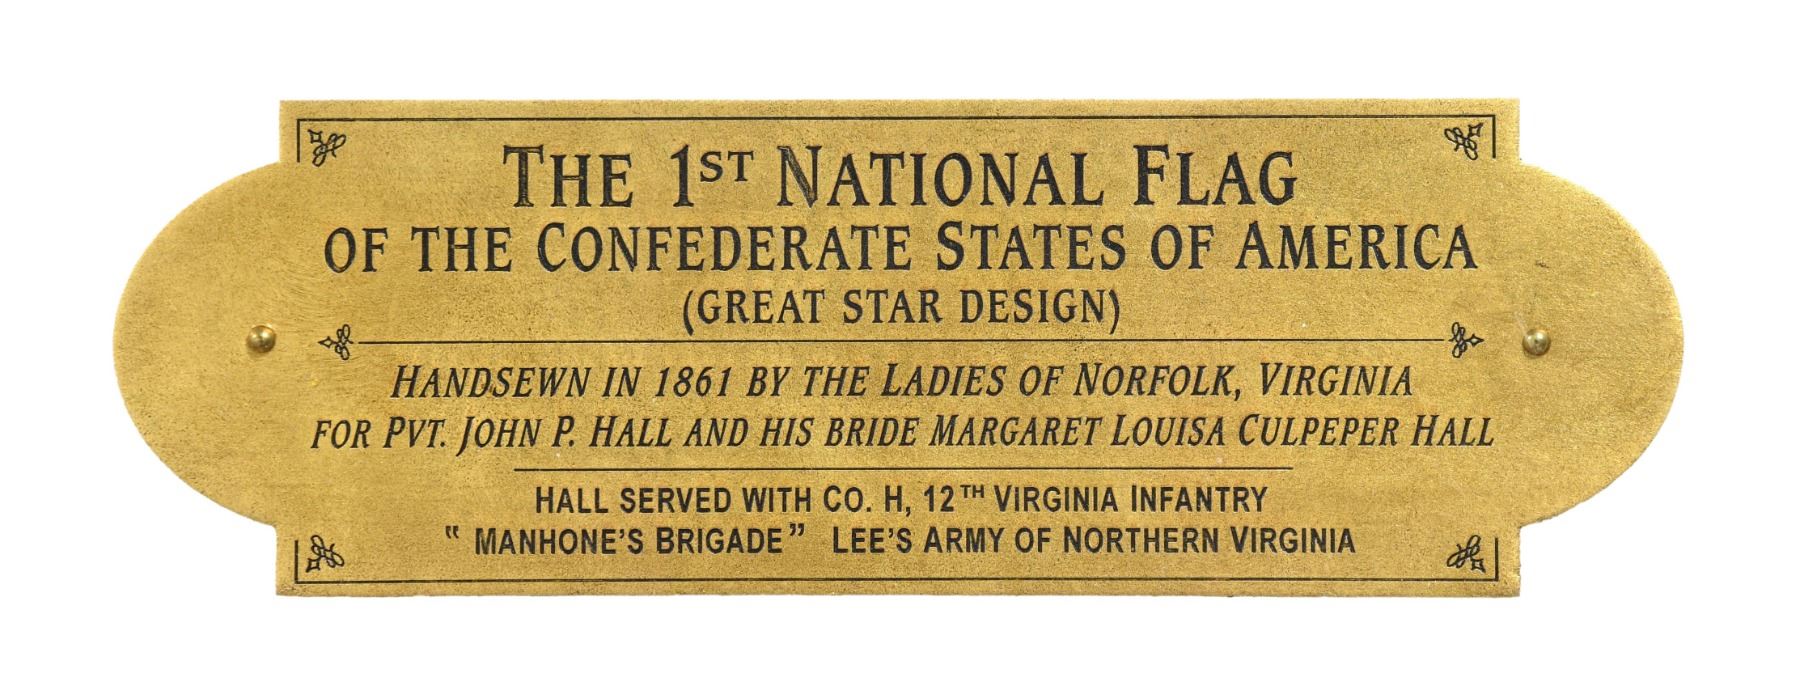 THE 1ST NATIONAL FLAG
OF THE CONFEDERATE STATES OF AMERICA
(GREAT STAR DESIGN)
HANDSEWN IN 1861 BY THE LADIES OF NORFOLK, VIRGINIA
FOR PVT. JOHN P. HALL AND HIS BRIDE MARGARET LOUISA CULPEPER HALL
HALL SERVED WITH CO. H, 12TH VIRGINIA INFANTRY
“ MANHONE’S BRIGADE” LEE’S ARMY OF NORTHERN VIRGINIA